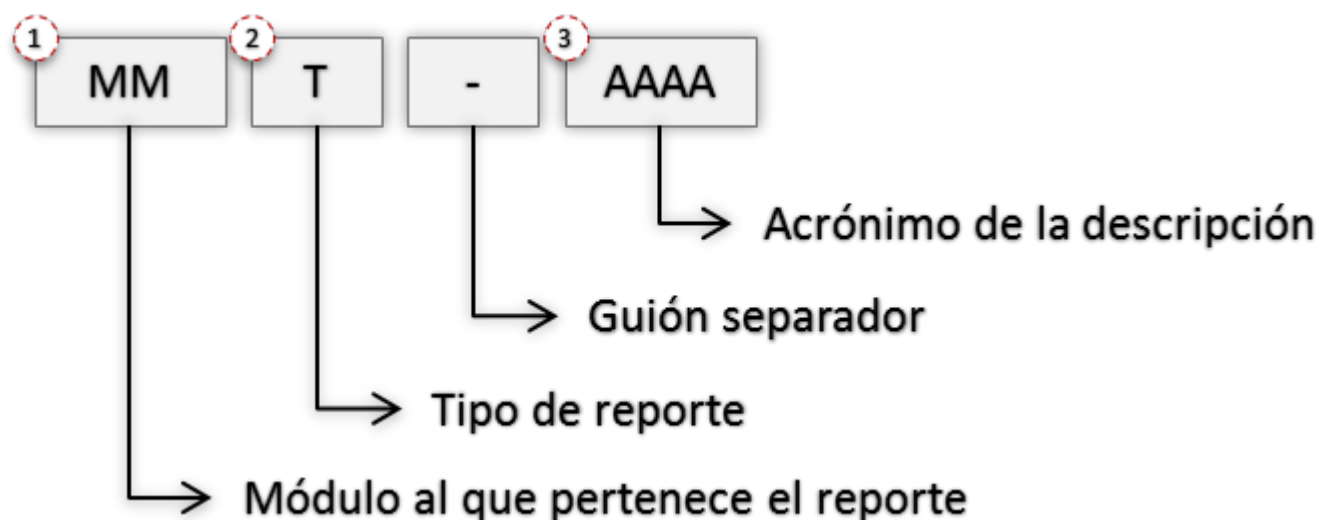 1 2 3
MM T - AAAA
Acrónimo de la descripción
Guión separador
Tipo de reporte
Módulo al que pertenece el reporte